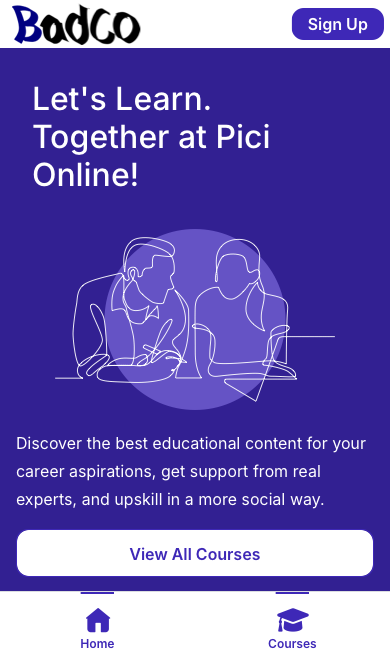 BadCo
Sign Up
Let's Learn.
Together at Pici
Online!
Discover the best educational content for your
career aspirations, get support from real
experts, and upskill in a more social way.
View All Courses
Home
Courses